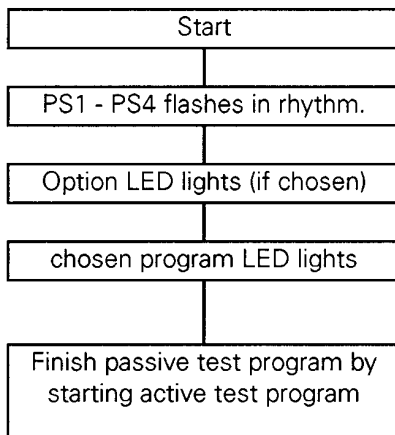 Start
PS1 - PS4 flashes in rhythm.
Option LED lights (if chosen)
chosen program LED lights
Finish passive test program by
starting active test program